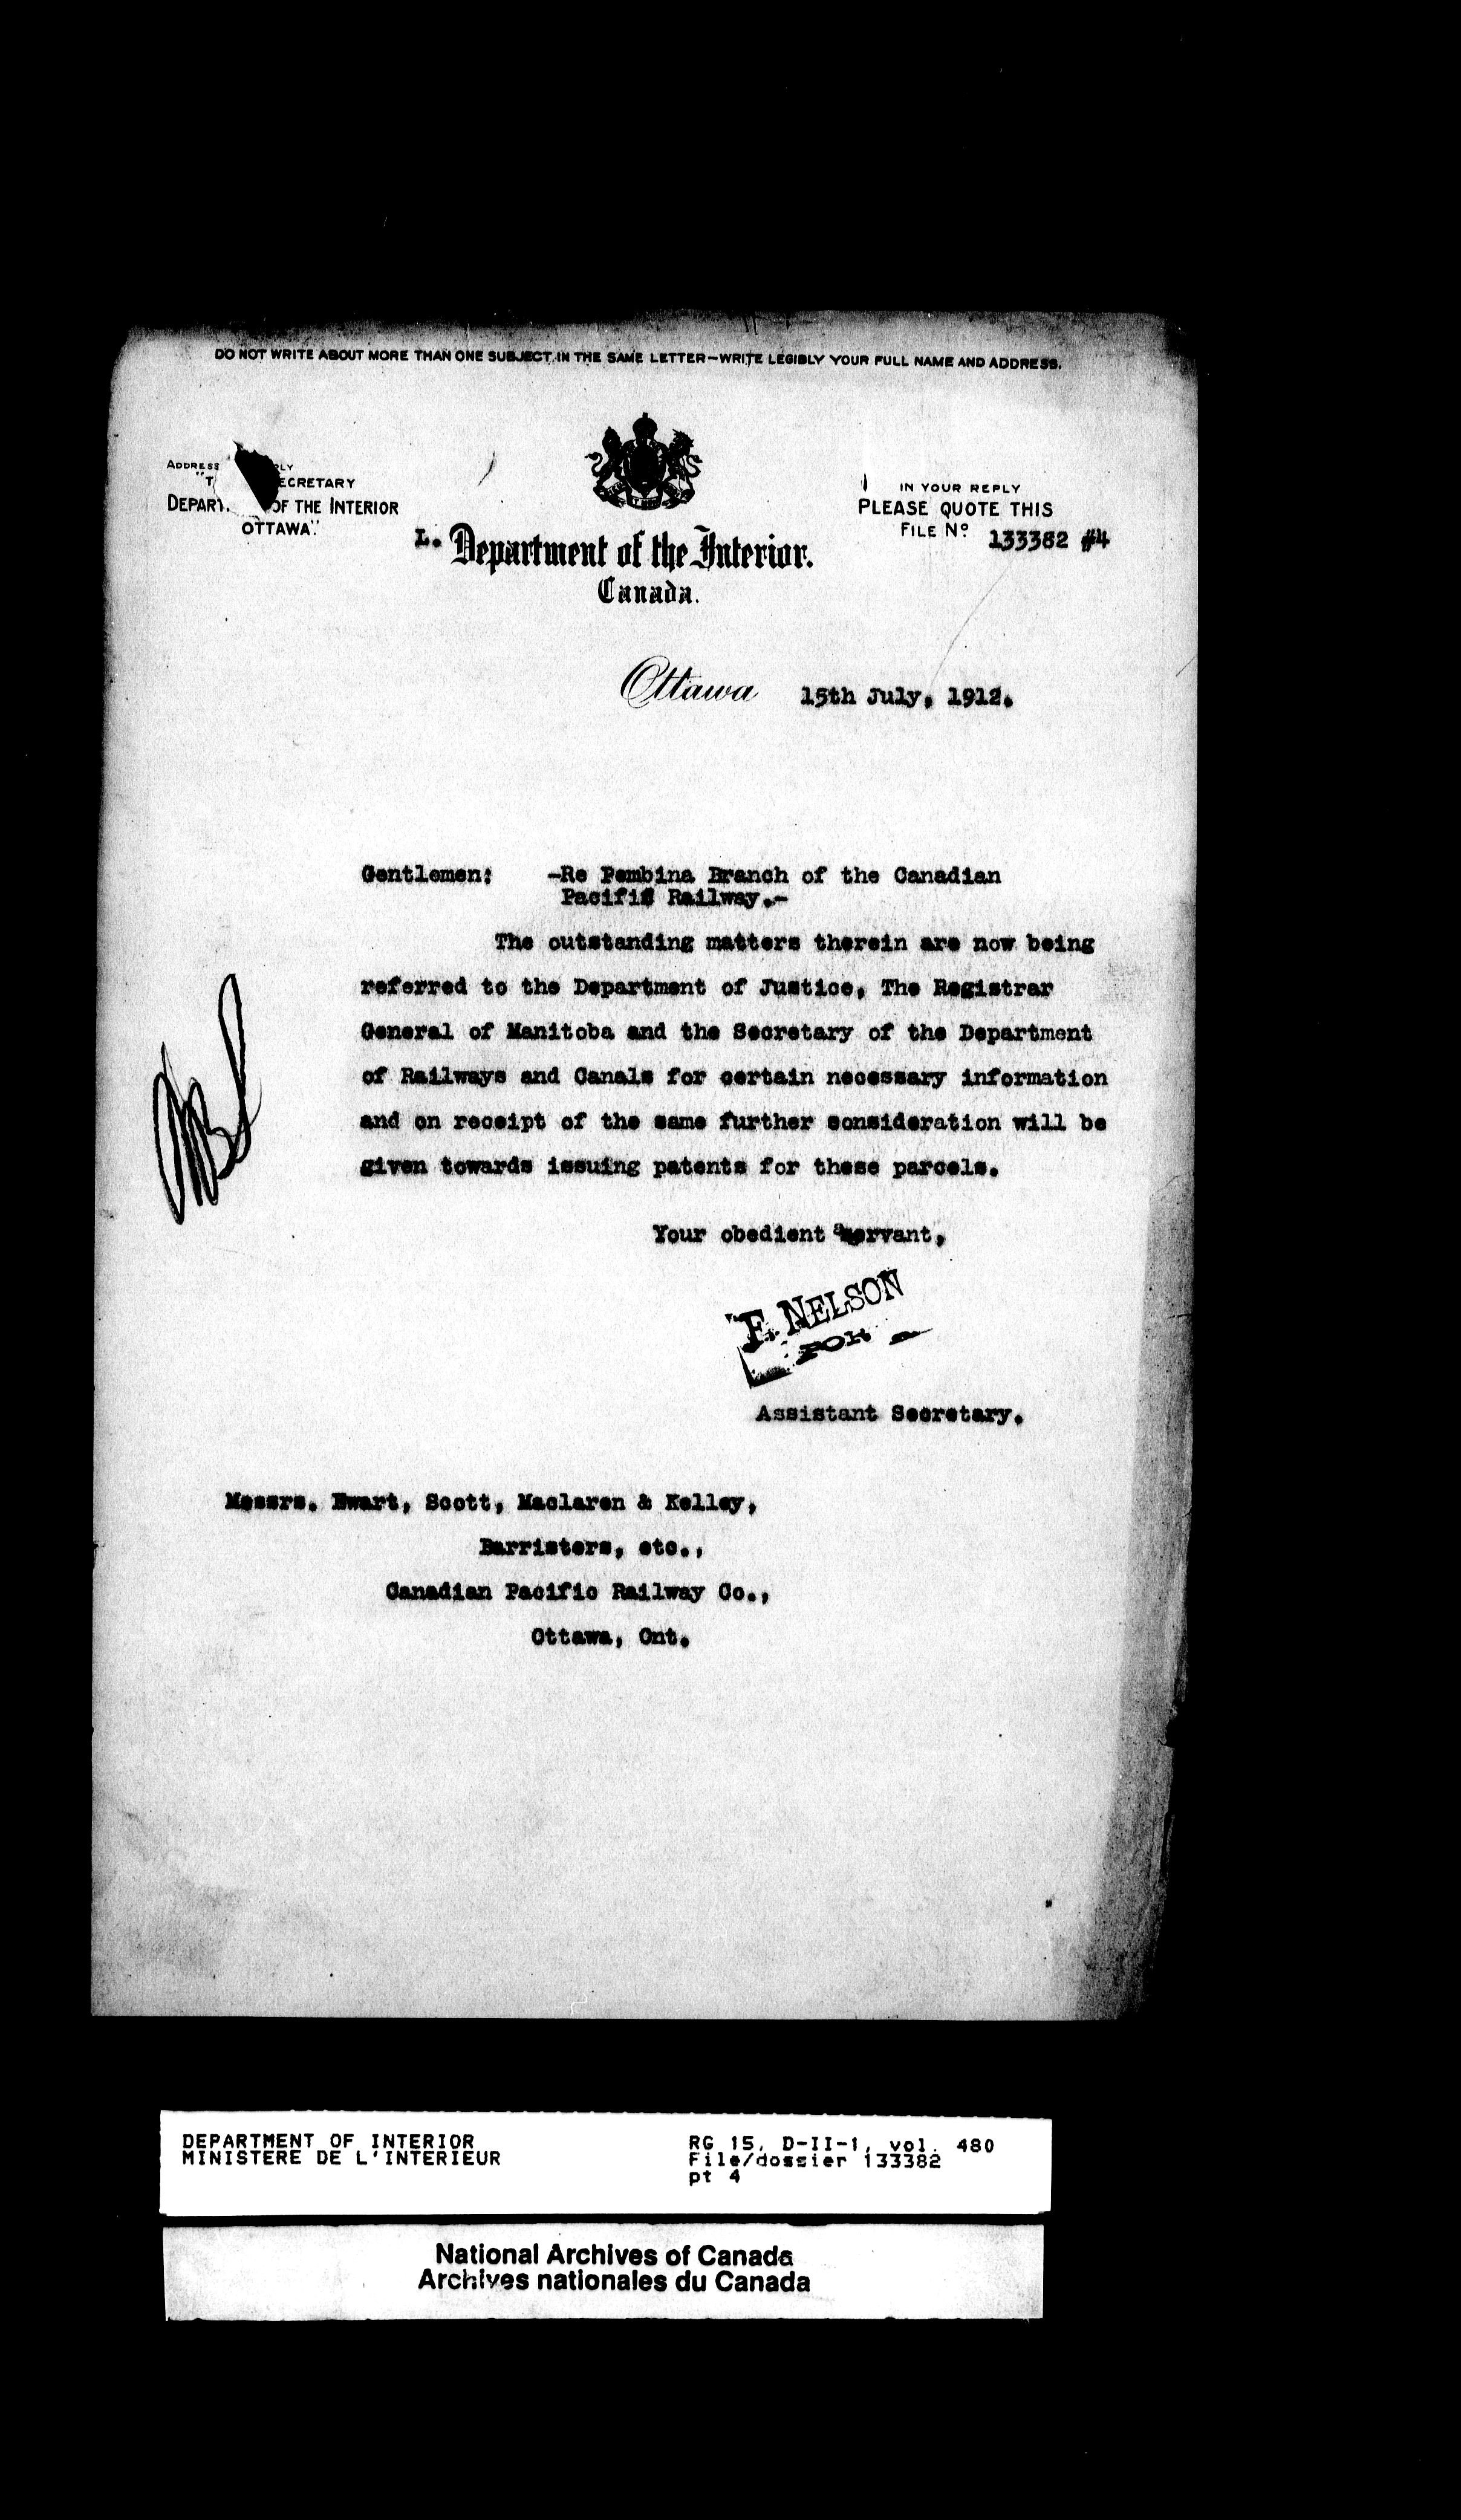 DO NOT WRITE ABOUT MORE THAN ONE SUBJECT IN THE SAME LETTER—WRITE LEGIBLY YOUR FULL NAME AND ADDRESS.
ADDRESS
ECRETARY
OF THE INTERIOR
OTTAWA."
IN YOUR REPLY
PLEASE QUOTE THIS
FILE No 133382 #4
L. Department of the Interior.
Canada.
Ottawa 15th July, 1912.
Gentlemen: -Re Pembina Branch of the Canadian
Pacific Railway.-
The outstanding matters therein are now being
referred to the Department of Justice, The Registrar
General of Manitoba and the Secretary of the Department
of Railways and Canals for certain necessary information
and on receipt of the same further consideration will be
given towards issuing patents for these parcels.
Your obedient servant,
F. NELSON
FOR
Assistant Secretary.
Messrs. Ewart, Scott, Maclaren & Kelley,
Barristers, etc.,
Canadian Pacific Railway Co.,
Ottawa, Ont.
DEPARTMENT OF INTERIOR
MINISTERE DE L'INTERIEUR
RG 15, D-II-1, vol. 480
File/dossier 133382
pt 4
National Archives of Canada
Archives nationales du Canada